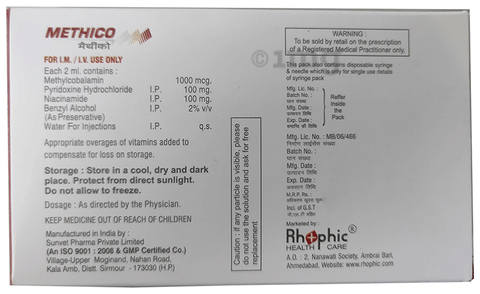 METHICO
मैथीको
FOR I.M. / I.V. USE ONLY
Each 2 ml. contains :
Methylcobalamin 1000 mcg.
Pyridoxine Hydrochloride I.P. 100 mg.
Niacinamide I.P. 100 mg.
Benzyl Alcohol I.P. 2% v/v
(As Preservative)
Water For Injections I.P. q.s.
Appropriate overages of vitamins added to
compensate for loss on storage.
Storage : Store in a cool, dry and dark
place. Protect from direct sunlight.
Do not allow to freeze.
Dosage : As directed by the Physician.
KEEP MEDICINE OUT OF REACH OF CHILDREN
Manufactured in India by :
Sunvet Pharma Private Limited
(An ISO 9001 : 2008 & GMP Certified Co.)
Village-Upper Moginand, Nahan Road,
Kala Amb, Distt. Sirmour - 173030 (H.P.)
Caution : if any particle is visible, please
do not use the solution and ask for free
replacement
WARNING :
To be sold by retail on the prescription
of a Registered Medical Practitioner only.
This pack also contains disposable syringe
& needle which is only for single use details
of syringe pack
Mfg. Lic. No. :
Batch No. :
Mfg. Date :
Exp. Date :
Reffer
Inside
the
Pack
Mfg. Lic. No. : MB/06/466
Batch No. :
Mfg. Date :
Exp. Date :
M.R.P. Rs. :
Incl. of G.S.T
Marketed by :
Rhophic®
HEALTH CARE
A.O. : 2, Nanawati Society, Ambrai Bari,
Ahmedabad, Website: www.rhophic.com